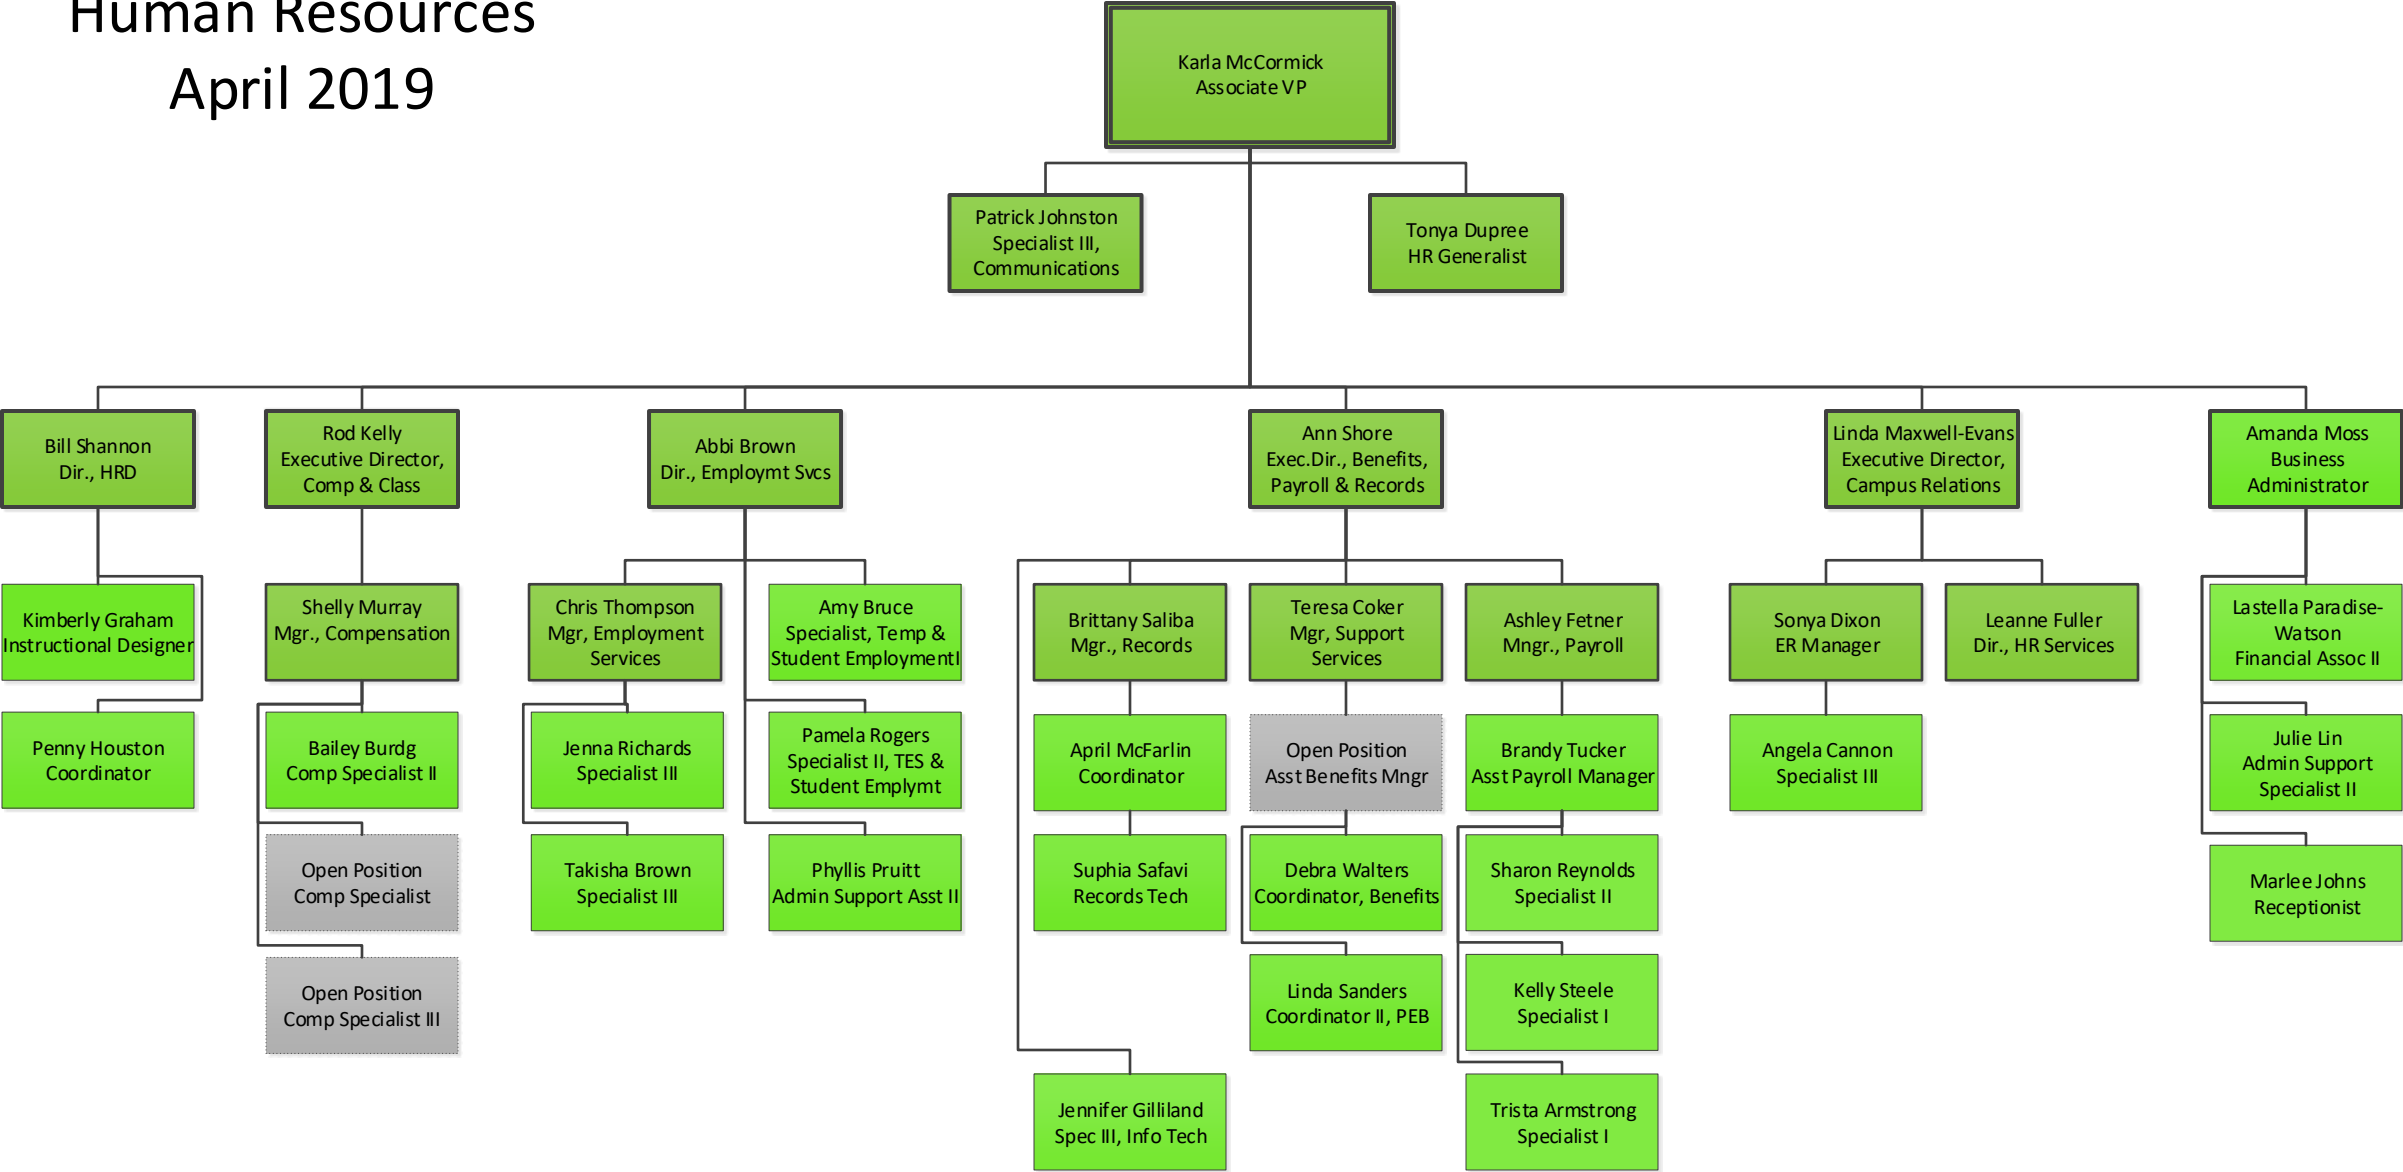 Human Resources
April 2019
Karla McCormick
Associate VP
Patrick Johnston
Specialist III,
Communications
Tonya Dupree
HR Generalist
Bill Shannon
Dir., HRD
Rod Kelly
Executive Director,
Comp & Class
Abbi Brown
Dir., Employmt Svcs
Ann Shore
Exec.Dir., Benefits,
Payroll & Records
Linda Maxwell-Evans
Executive Director,
Campus Relations
Amanda Moss
Business
Administrator
Kimberly Graham
Instructional Designer
Shelly Murray
Mgr., Compensation
Chris Thompson
Mgr, Employment
Services
Amy Bruce
Specialist, Temp &
Student EmploymentI
Brittany Saliba
Mgr., Records
Teresa Coker
Mgr, Support
Services
Ashley Fetner
Mngr., Payroll
Sonya Dixon
ER Manager
Leanne Fuller
Dir., HR Services
Lastella Paradise-
Watson
Financial Assoc II
Penny Houston
Coordinator
Bailey Burdg
Comp Specialist II
Jenna Richards
Specialist III
Pamela Rogers
Specialist II, TES &
Student Emplymt
April McFarlin
Coordinator
Open Position
Asst Benefits Mngr
Brandy Tucker
Asst Payroll Manager
Angela Cannon
Specialist III
Julie Lin
Admin Support
Specialist II
Open Position
Comp Specialist
Takisha Brown
Specialist III
Phyllis Pruitt
Admin Support Asst II
Suphia Safavi
Records Tech
Debra Walters
Coordinator, Benefits
Sharon Reynolds
Specialist II
Marlee Johns
Receptionist
Open Position
Comp Specialist III
Linda Sanders
Coordinator II, PEB
Kelly Steele
Specialist I
Jennifer Gilliland
Spec III, Info Tech
Trista Armstrong
Specialist I